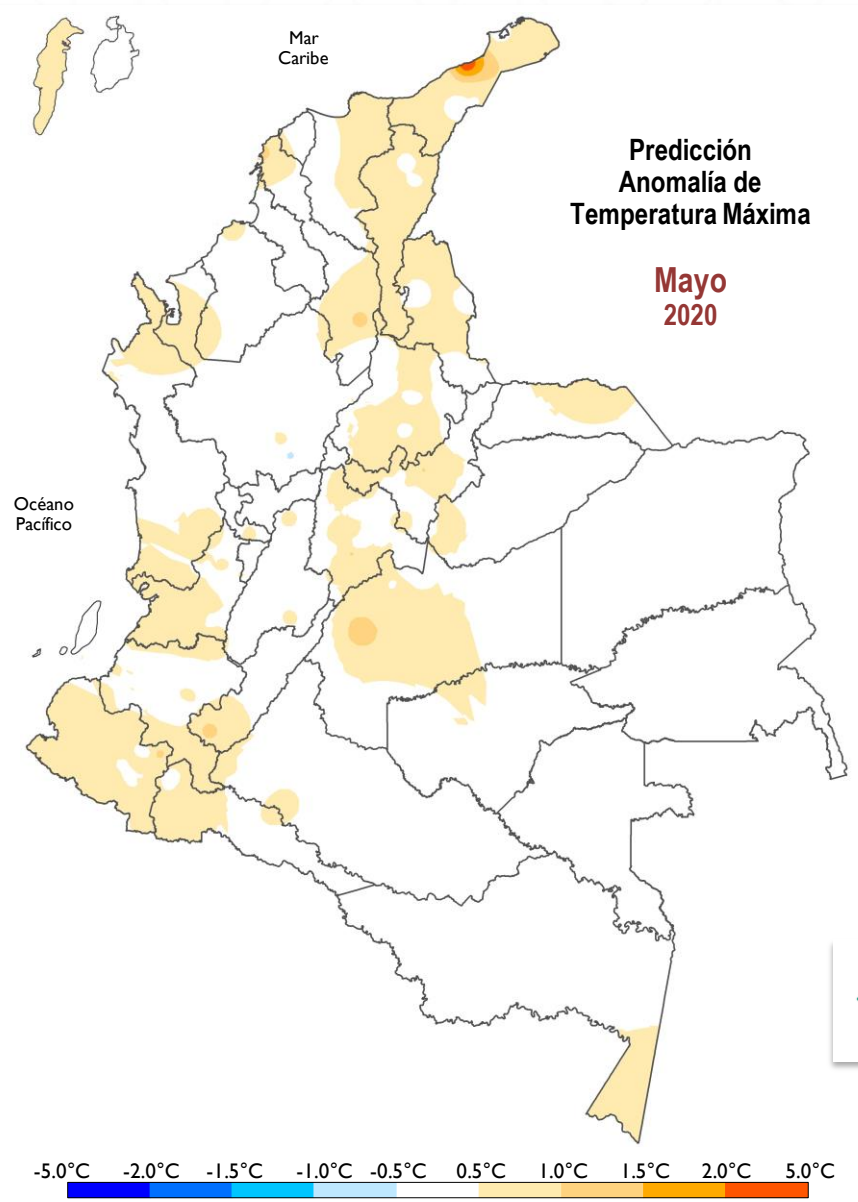 Mar
Caribe
Predicción
Anomalía de
Temperatura Máxima
Mayo
2020
Océano
Pacífico
-5.0°C -2.0°C -1.5°C -1.0°C -0.5°C 0.5°C 1.0°C 1.5°C 2.0°C 5.0°C